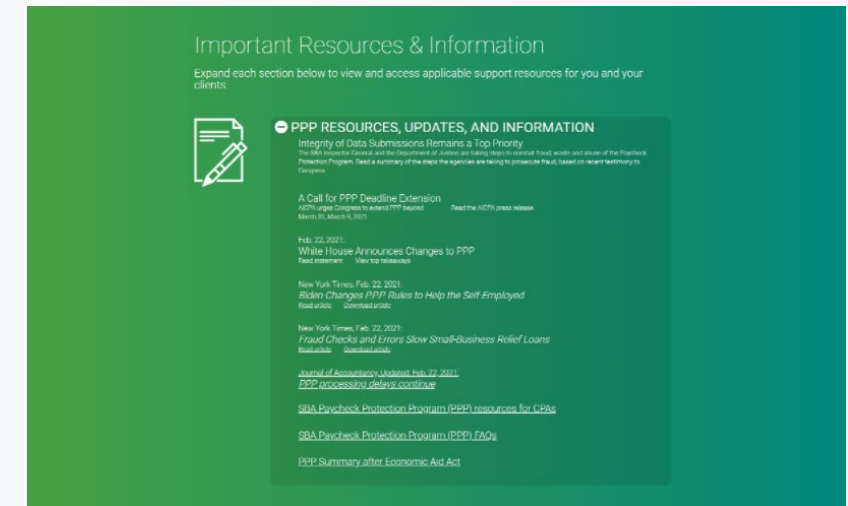 Important Resources & Information
Expand each section below to view and access applicable support resources for you and your
clients.
PPP RESOURCES, UPDATES, AND INFORMATION
Integrity of Data Submissions Remains a Top Priority
The SBA Inspector General and the Department of Justice are taking steps to combat fraud, waste and abuse of the Paycheck
Protection Program. Read a summary of the steps the agencies are taking to prosecute fraud, based on recent testimony to
Congress.
A Call for PPP Deadline Extension
AICPA urges Congress to extend PPP beyond Read the AICPA press release
March 31, March 9, 2021
Feb. 22, 2021:
White House Announces Changes to PPP
Read statement View top takeaways
New York Times, Feb. 22, 2021:
Biden Changes P.P.P. Rules to Help the Self-Employed
Read article Download article
New York Times, Feb. 22, 2021:
Fraud Checks and Errors Slow Small-Business Relief Loans
Read article Download article
Journal of Accountancy, Updated, Feb. 22, 2021:
PPP processing delays continue
SBA Paycheck Protection Program (PPP) resources for CPAs
SBA Paycheck Protection Program (PPP) FAQs
PPP Summary after Economic Aid Act